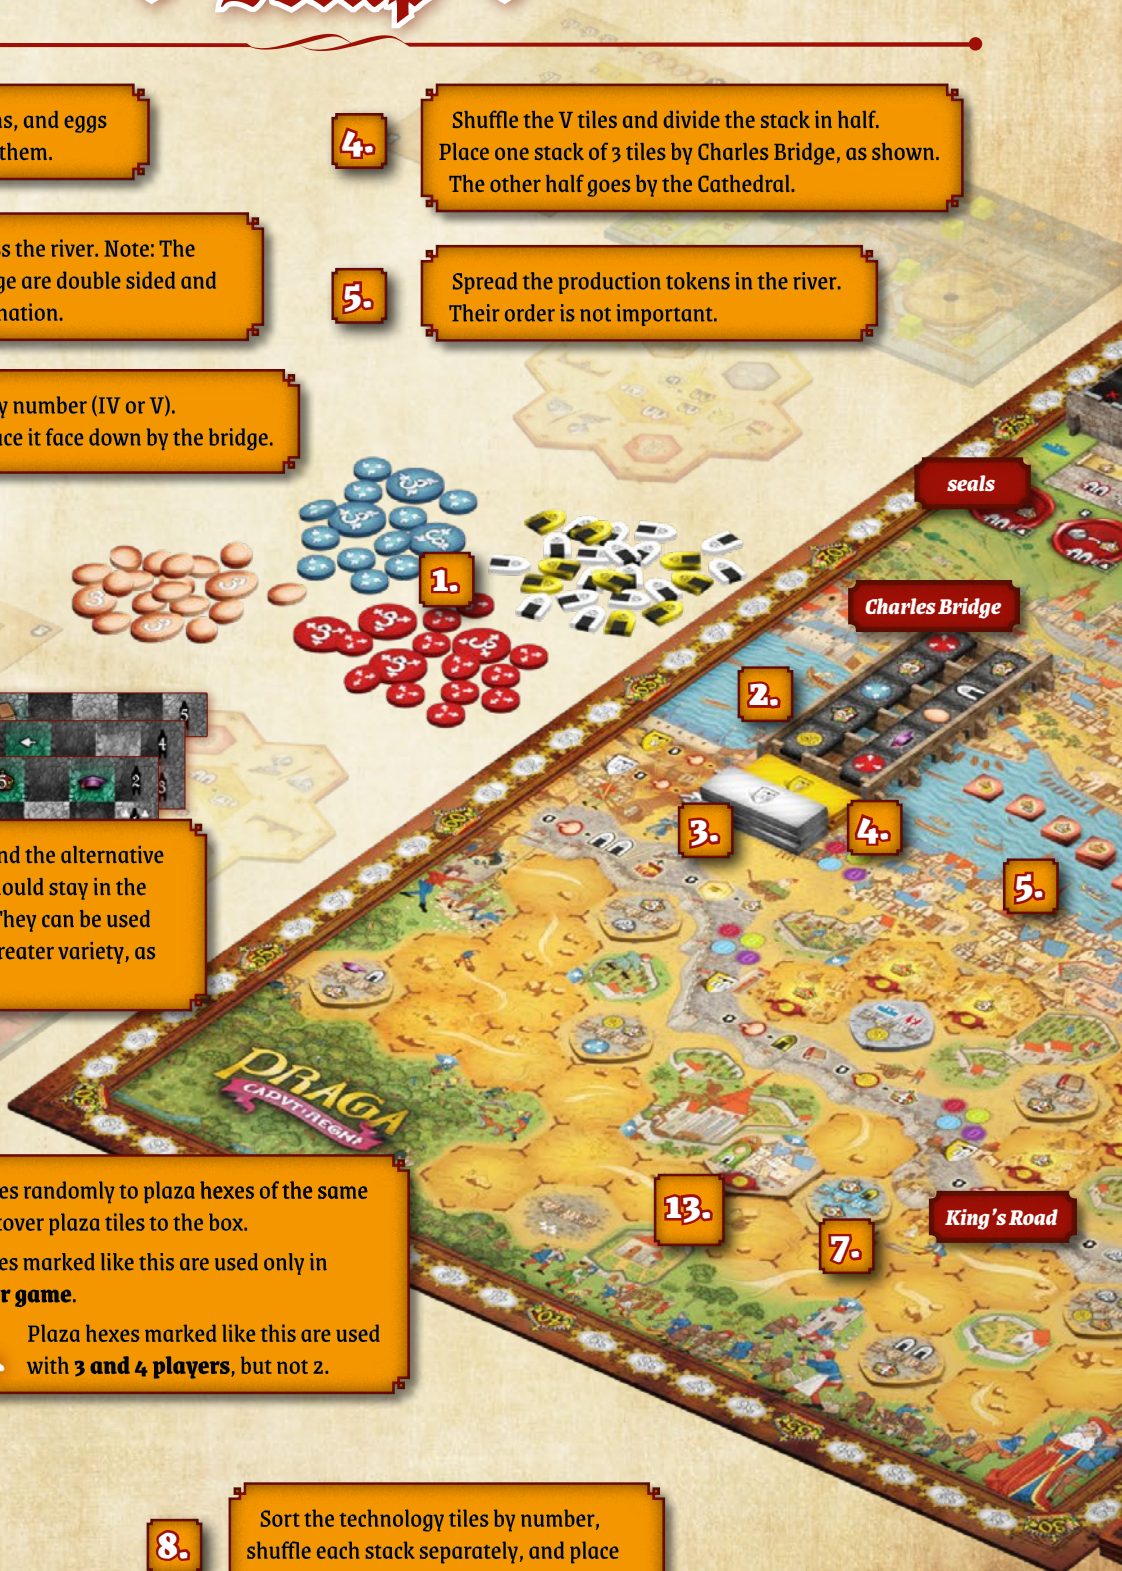 Setup
ns, and eggs
them.
4.
Shuffle the V tiles and divide the stack in half.
Place one stack of 3 tiles by Charles Bridge, as shown.
The other half goes by the Cathedral.
ss the river. Note: The
ge are double sided and
nation.
5.
Spread the production tokens in the river.
Their order is not important.
y number (IV or V).
ace it face down by the bridge.
seals
1.
Charles Bridge
2.
3.
4.
5.
nd the alternative
hould stay in the
They can be used
reater variety, as
PRAGA
CAPUT REGNI
es randomly to plaza hexes of the same
tover plaza tiles to the box.
es marked like this are used only in
r game.
Plaza hexes marked like this are used
with 3 and 4 players, but not 2.
13.
7.
King's Road
8.
Sort the technology tiles by number,
shuffle each stack separately, and place